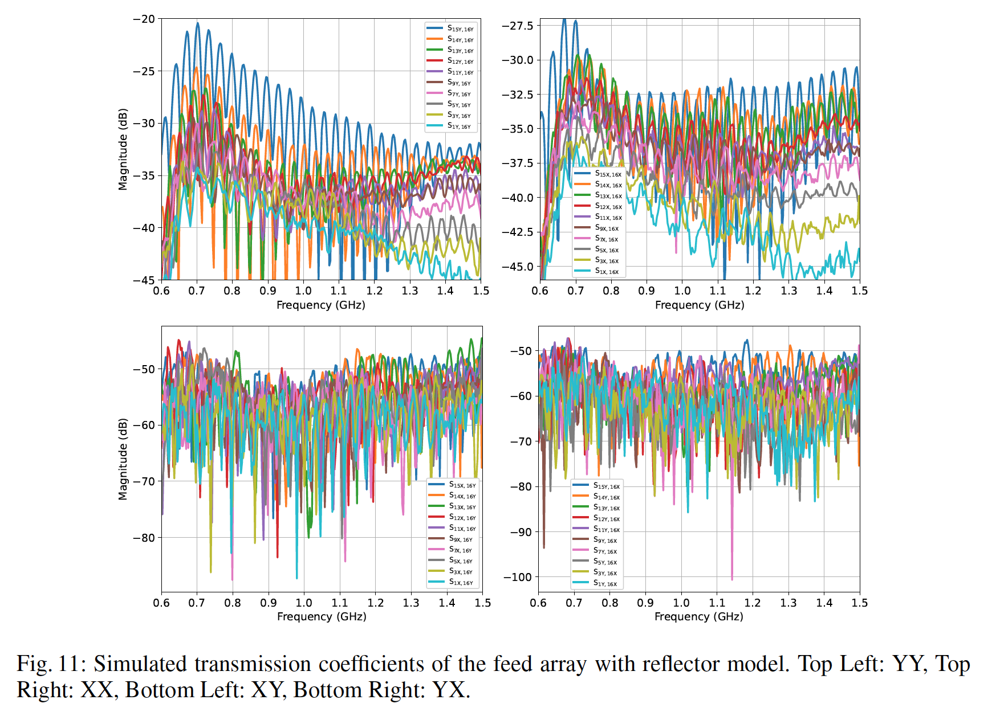 −20
−25
−30
−35
−40
−45
Magnitude (dB)
0.6 0.7 0.8 0.9 1.0 1.1 1.2 1.3 1.4 1.5
Frequency (GHz)
S15Y, 16Y
S14Y, 16Y
S13Y, 16Y
S12Y, 16Y
S11Y, 16Y
S9Y, 16Y
S7Y, 16Y
S5Y, 16Y
S3Y, 16Y
S1Y, 16Y
−27.5
−30.0
−32.5
−35.0
−37.5
−40.0
−42.5
−45.0
0.6 0.7 0.8 0.9 1.0 1.1 1.2 1.3 1.4 1.5
Frequency (GHz)
S15X, 16X
S14X, 16X
S13X, 16X
S12X, 16X
S11X, 16X
S9X, 16X
S7X, 16X
S5X, 16X
S3X, 16X
S1X, 16X
−50
−60
−70
−80
Magnitude (dB)
0.6 0.7 0.8 0.9 1.0 1.1 1.2 1.3 1.4 1.5
Frequency (GHz)
S15X, 16Y
S14X, 16Y
S13X, 16Y
S12X, 16Y
S11X, 16Y
S9X, 16Y
S7X, 16Y
S5X, 16Y
S3X, 16Y
S1X, 16Y
−50
−60
−70
−80
−90
−100
0.6 0.7 0.8 0.9 1.0 1.1 1.2 1.3 1.4 1.5
Frequency (GHz)
S15Y, 16X
S14Y, 16X
S13Y, 16X
S12Y, 16X
S11Y, 16X
S9Y, 16X
S7Y, 16X
S5Y, 16X
S3Y, 16X
S1Y, 16X
Fig. 11: Simulated transmission coefficients of the feed array with reflector model. Top Left: YY, Top
Right: XX, Bottom Left: XY, Bottom Right: YX.